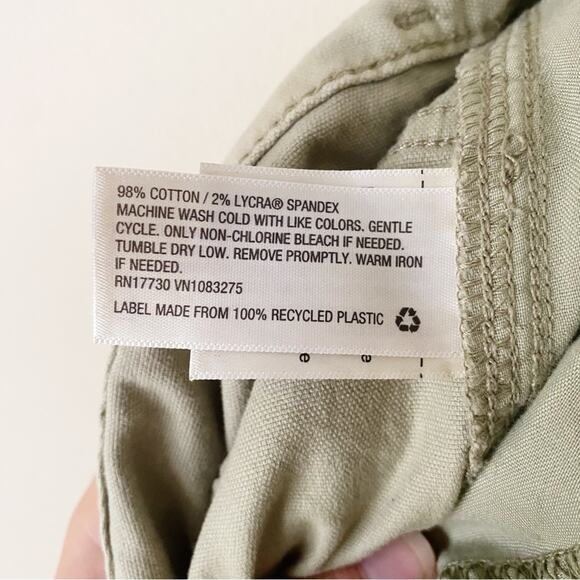 98% COTTON / 2% LYCRA® SPANDEX
MACHINE WASH COLD WITH LIKE COLORS. GENTLE
CYCLE. ONLY NON-CHLORINE BLEACH IF NEEDED.
TUMBLE DRY LOW. REMOVE PROMPTLY. WARM IRON
IF NEEDED.
RN17730 VN1083275
LABEL MADE FROM 100% RECYCLED PLASTIC